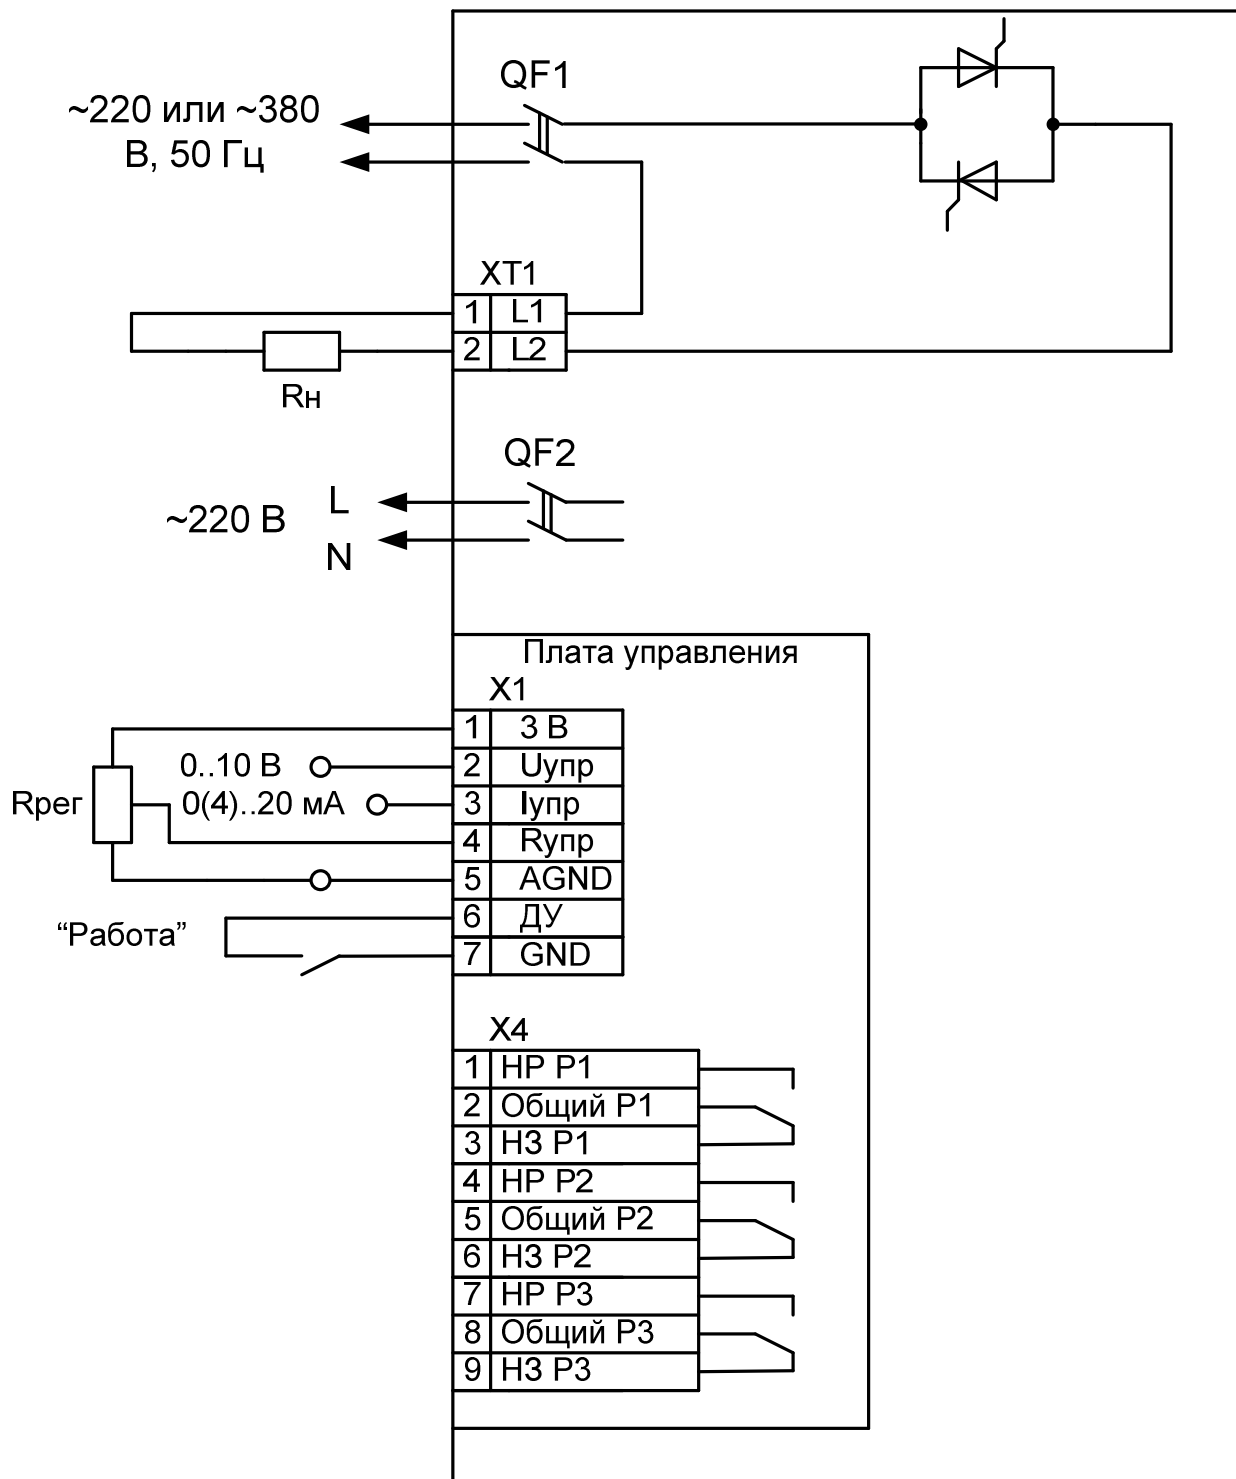 QF1
~220 или ~380
В, 50 Гц
XT1
1 L1
2 L2
Rн
QF2
L
~220 В
N
Плата управления
X1
1 3 В
0..10 В 2 Uупр
Rрег 0(4)..20 мА 3 Iупр
4 Rупр
5 AGND
“Работа” 6 ДУ
7 GND
X4
1 НР Р1
2 Общий Р1
3 НЗ Р1
4 НР Р2
5 Общий Р2
6 НЗ Р2
7 НР Р3
8 Общий Р3
9 НЗ Р3